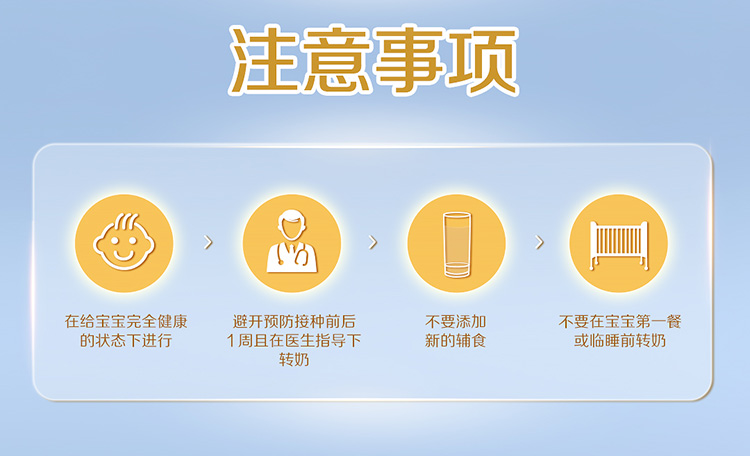 注意事项
在给宝宝完全健康
的状态下进行
避开预防接种前后
1周且在医生指导下
转奶
不要添加
新的辅食
不要在宝宝第一餐
或临睡前转奶